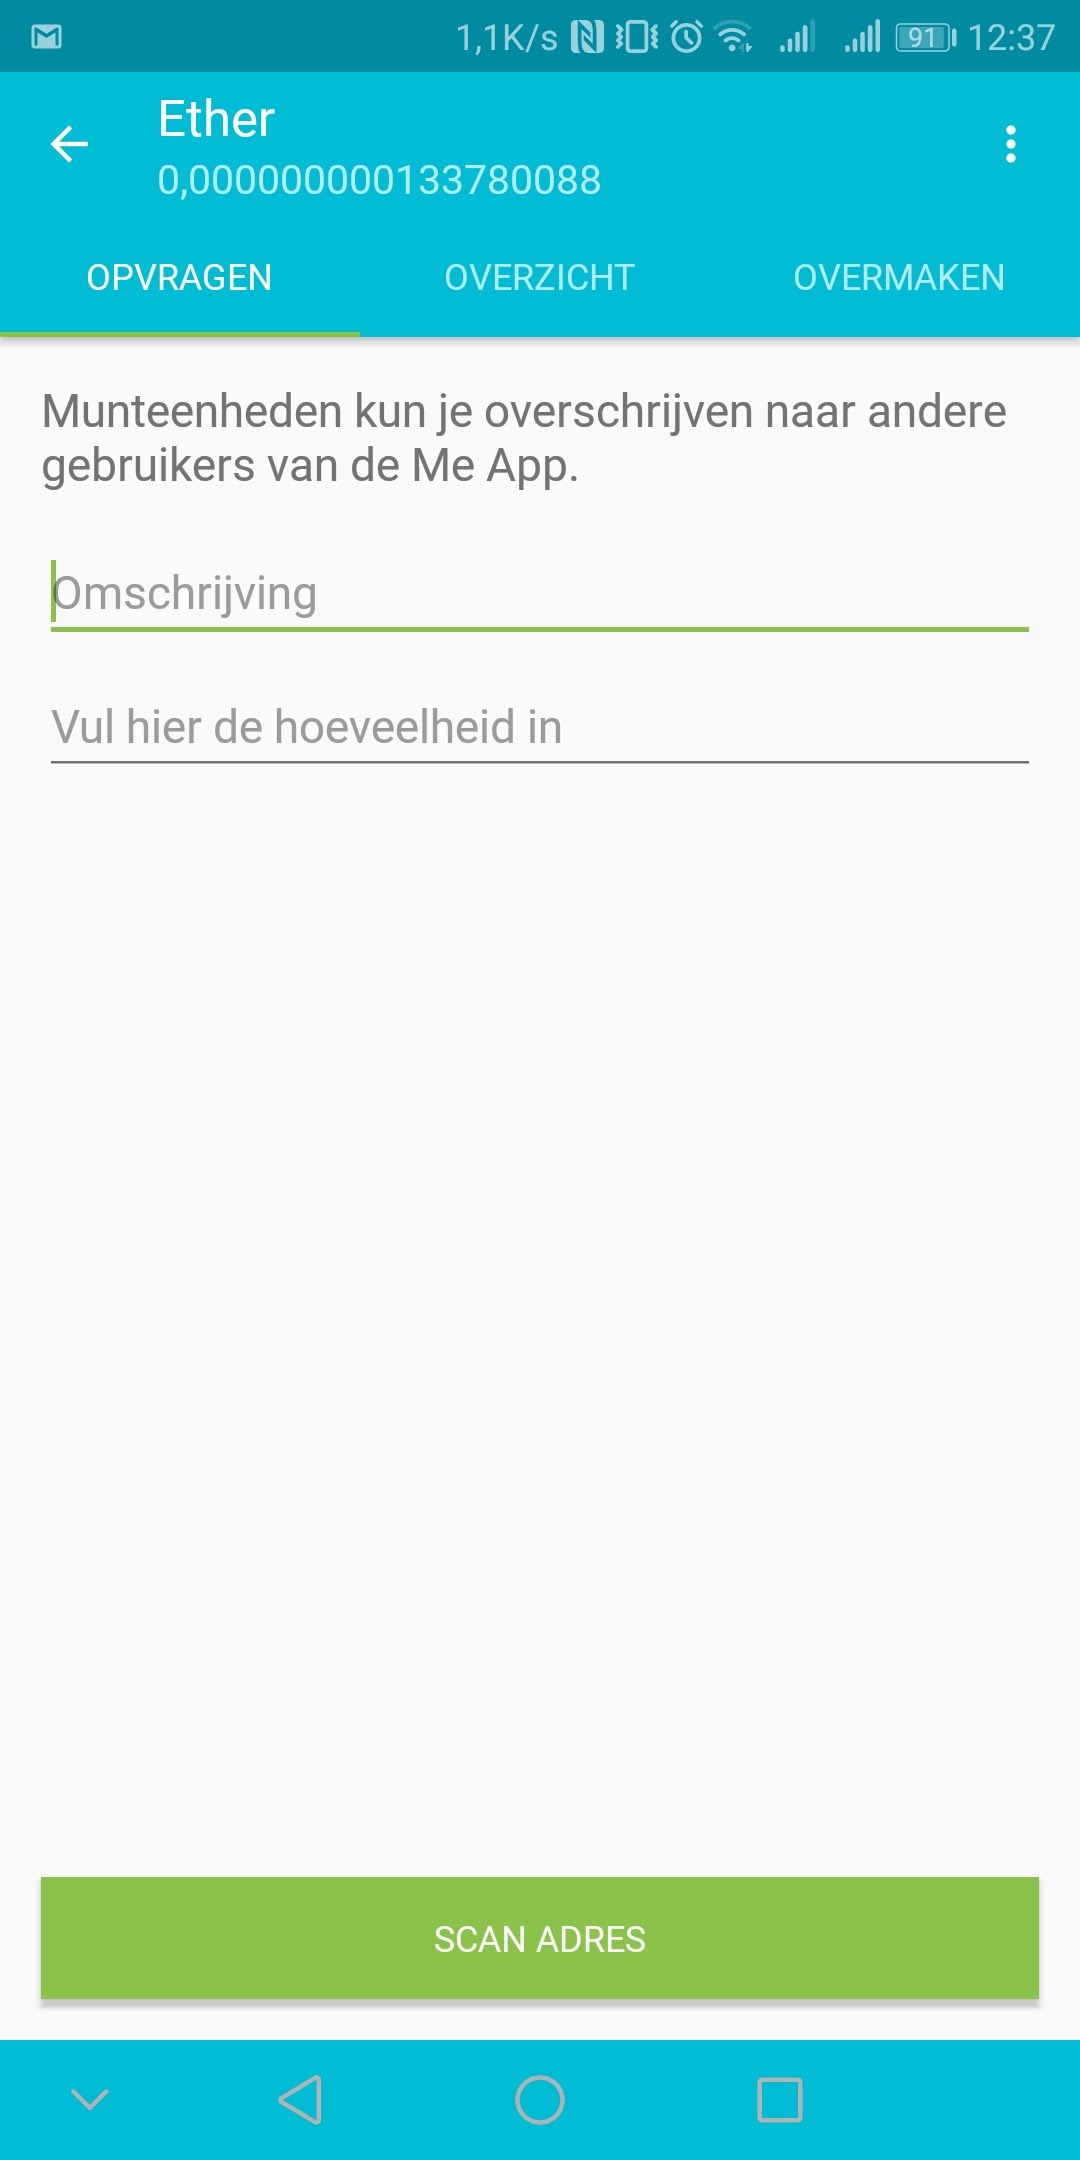 1,1K/s 91 12:37
Ether
0,000000000133780088
OPVRAGEN OVERZICHT OVERMAKEN
Munteenheden kun je overschrijven naar andere
gebruikers van de Me App.
Omschrijving
Vul hier de hoeveelheid in
SCAN ADRES